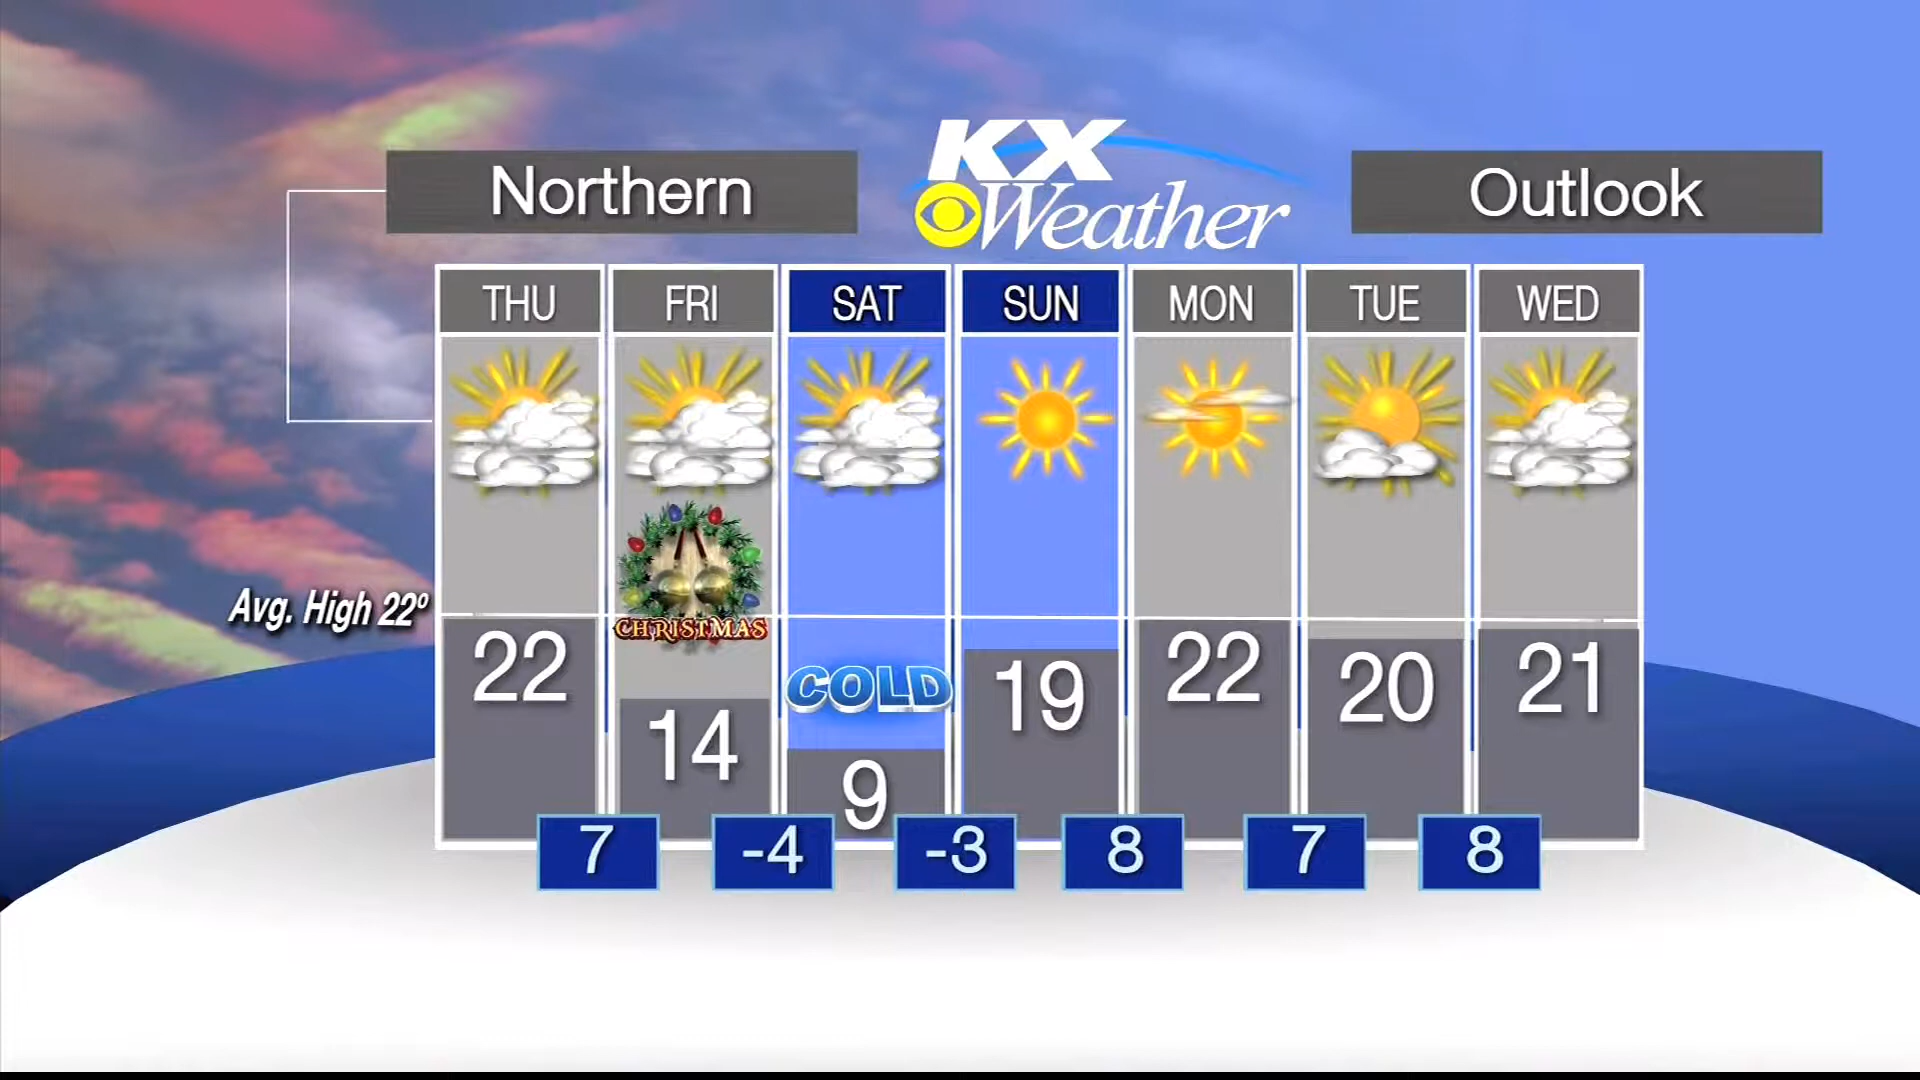 KX
Northern
Weather
Outlook
THU FRI SAT SUN MON TUE WED
Avg. High 22º
CHRISTMAS
COLD
22 14 9 19 22 20 21
7 -4 -3 8 7 8